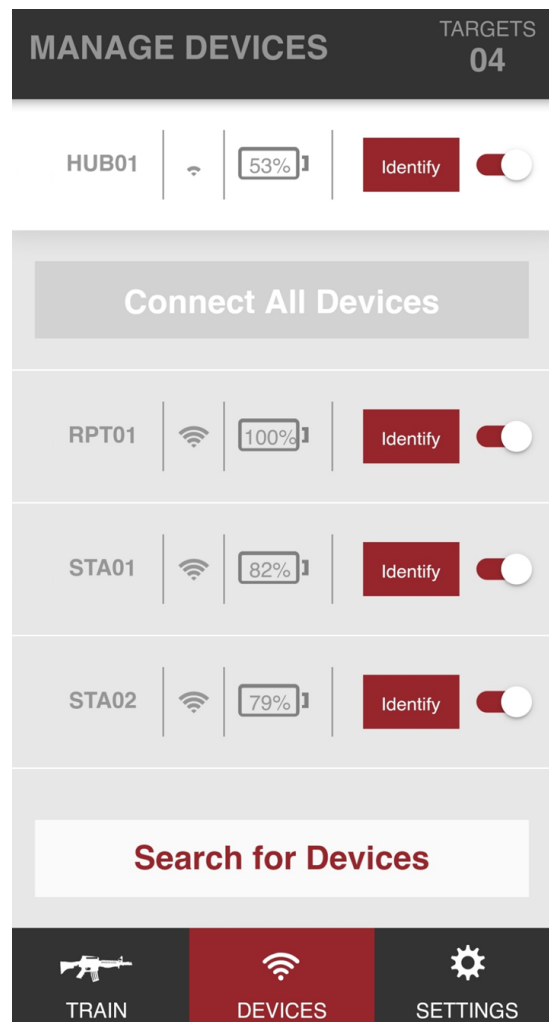 MANAGE DEVICES
TARGETS
04
HUB01 53% Identify
Connect All Devices
RPT01 100% Identify
STA01 82% Identify
STA02 79% Identify
Search for Devices
TRAIN DEVICES SETTINGS